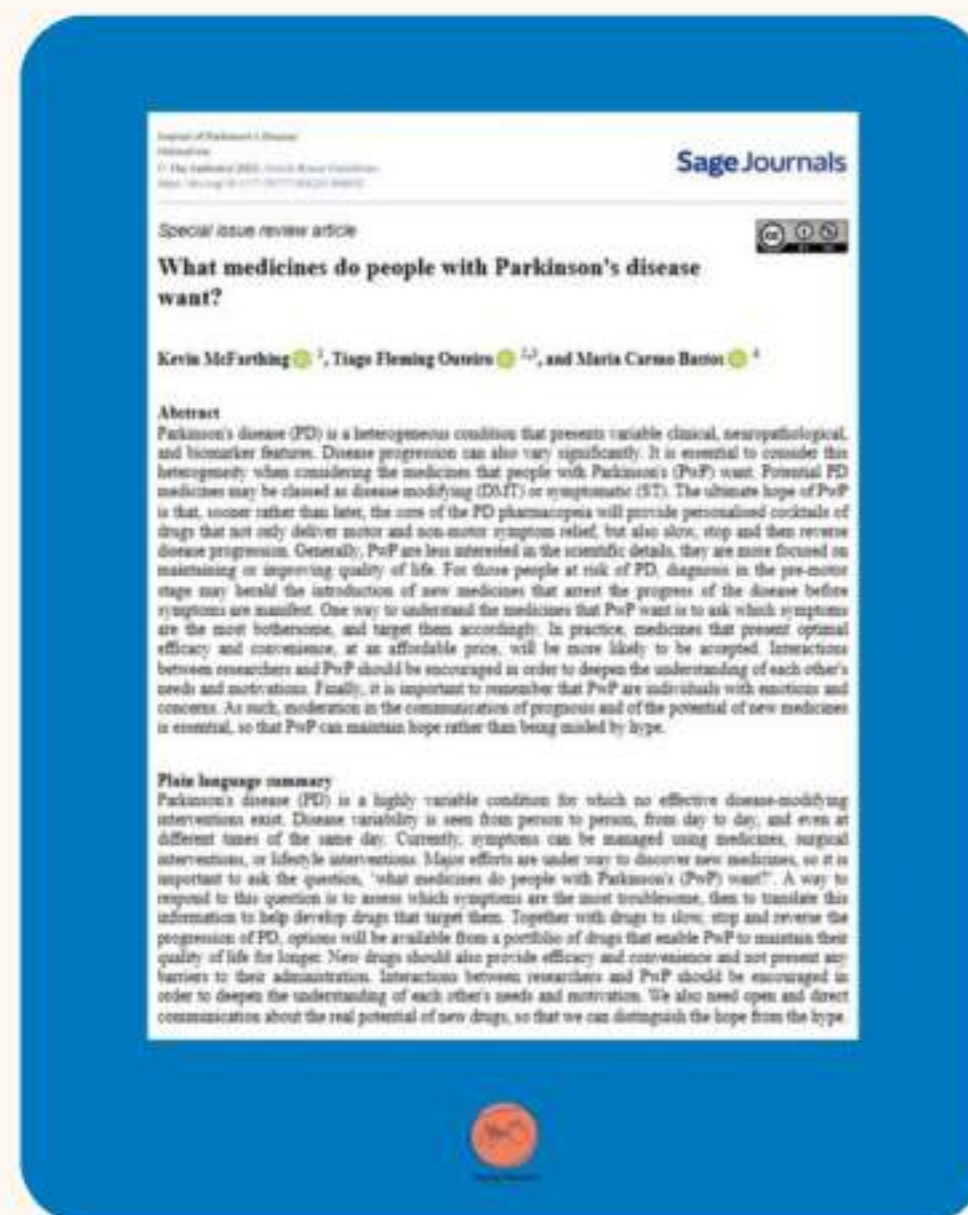 Journal of Parkinson's Disease
© The Author(s) 2025
Sage Journals
Special issue review article
What medicines do people with Parkinson's disease
want?
Kevin McFarthing 1, Tiago Fleming Outeiro 2,3, and Maria Carmo Barros 4
Abstract
Parkinson's disease (PD) is a heterogeneous condition that presents variable clinical, neuropathological,
and biomarker features. Disease progression can also vary significantly. It is essential to consider this
heterogeneity when considering the medicines that people with Parkinson's (PwP) want. Potential PD
medicines may be classed as disease modifying (DMT) or symptomatic (ST). The ultimate hope of PwP
is that, sooner rather than later, the core of the PD pharmacopeia will provide personalised cocktails of
drugs that not only deliver motor and non-motor symptom relief, but also slow, stop and then reverse
disease progression. Generally, PwP are less interested in the scientific details, they are more focused on
maintaining or improving quality of life. For those people at risk of PD, diagnosis in the pre-motor
stage may herald the introduction of new medicines that arrest the progress of the disease before
symptoms are manifest. One way to understand the medicines that PwP want is to ask which symptoms
are the most bothersome, and target them accordingly. In practice, medicines that present optimal
efficacy and convenience, at an affordable price, will be more likely to be accepted. Interactions
between researchers and PwP should be encouraged in order to deepen the understanding of each other's
needs and motivations. Finally, it is important to remember that PwP are individuals with emotions and
concerns. As such, moderation in the communication of prognosis and of the potential of new medicines
is essential, so that PwP can maintain hope rather than being misled by hype.
Plain language summary
Parkinson's disease (PD) is a highly variable condition for which no effective disease-modifying
interventions exist. Disease variability is seen from person to person, from day to day, and even at
different times of the same day. Currently, symptoms can be managed using medicines, surgical
interventions, or lifestyle interventions. Major efforts are under way to discover new medicines, so it is
important to ask the question, 'what medicines do people with Parkinson's (PwP) want?'. A way to
respond to this question is to assess which symptoms are the most troublesome, then to translate this
information to help develop drugs that target them. Together with drugs to slow, stop and reverse the
progression of PD, options will be available from a portfolio of drugs that enable PwP to maintain their
quality of life for longer. New drugs should also provide efficacy and convenience and not present any
barriers to their administration. Interactions between researchers and PwP should be encouraged in
order to deepen the understanding of each other's needs and motivation. We also need open and direct
communication about the real potential of new drugs, so that we can distinguish the hope from the hype.